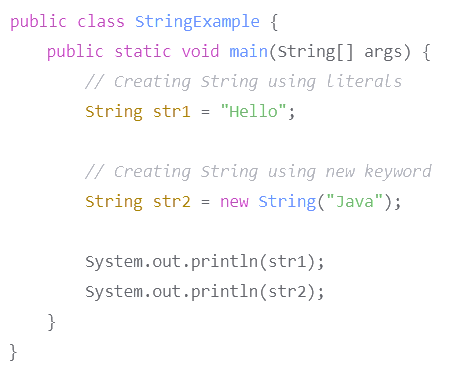 public class StringExample {
    public static void main(String[] args) {
        // Creating String using literals
        String str1 = "Hello";

        // Creating String using new keyword
        String str2 = new String("Java");

        System.out.println(str1);
        System.out.println(str2);
    }
}